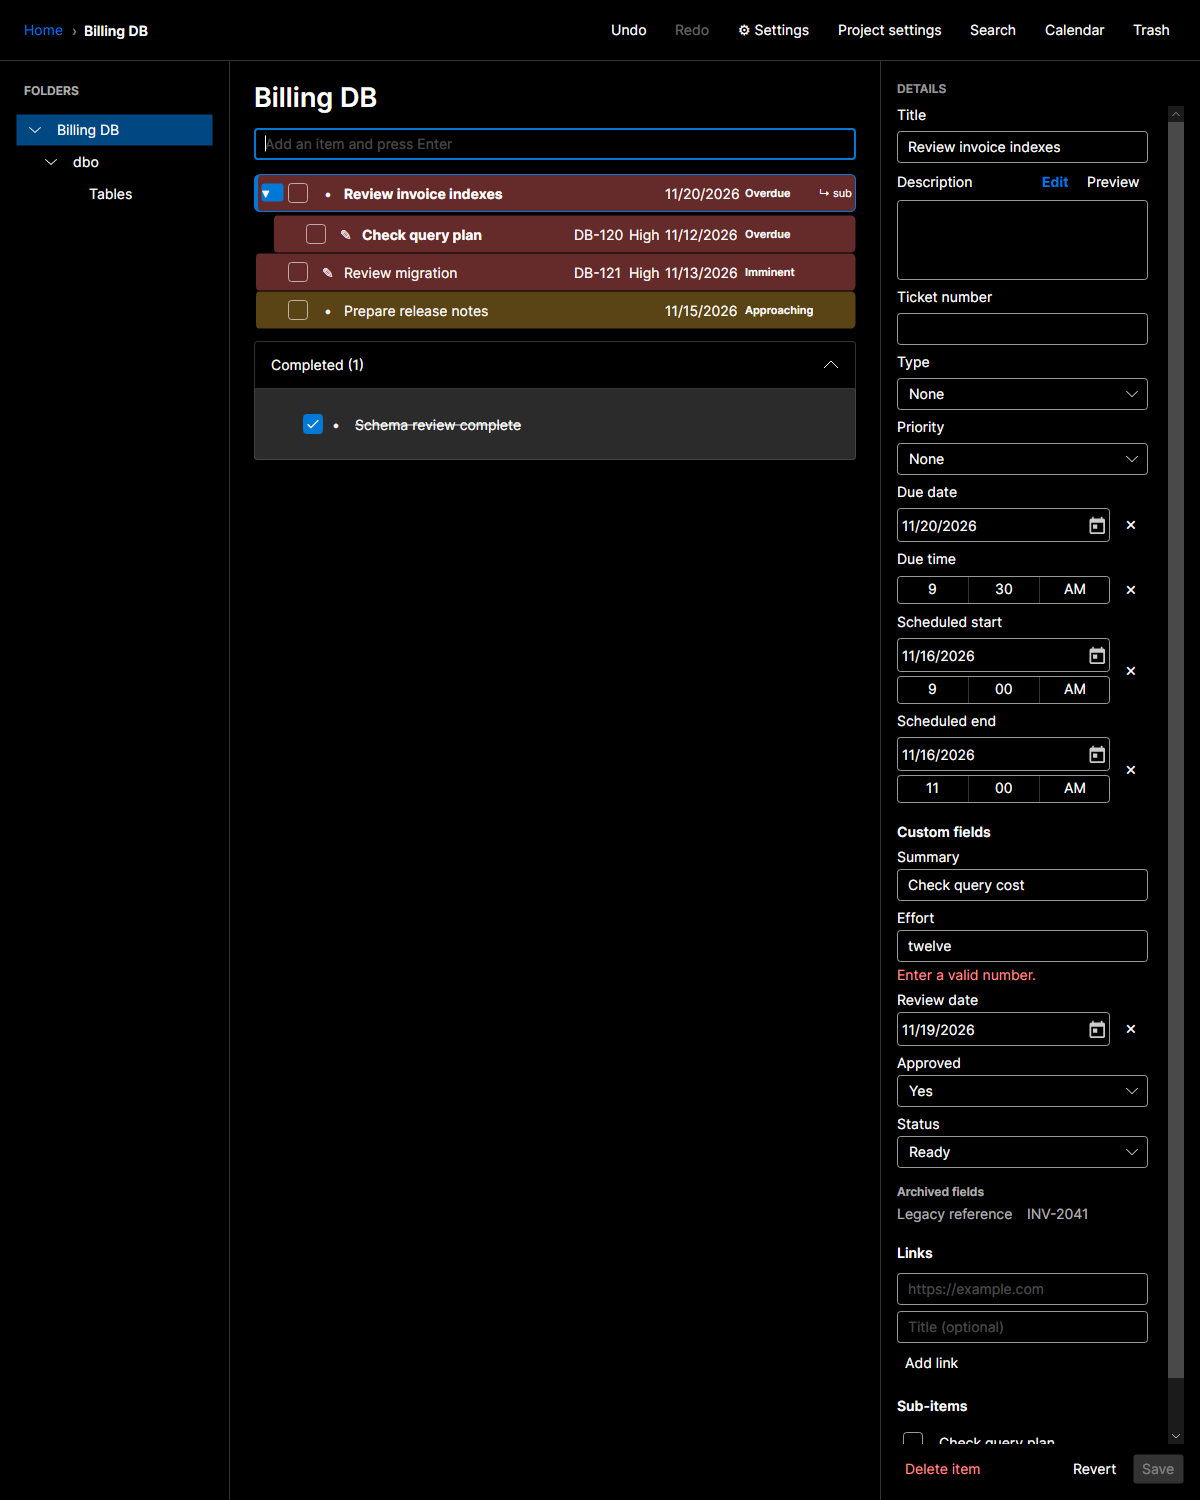 Home › Billing DB
Undo Redo ⚙ Settings Project settings Search Calendar Trash
FOLDERS
Billing DB
dbo
Tables
Billing DB
Add an item and press Enter
Review invoice indexes 11/20/2026 Overdue ↳ sub
✎ Check query plan DB-120 High 11/12/2026 Overdue
✎ Review migration DB-121 High 11/13/2026 Imminent
• Prepare release notes 11/15/2026 Approaching
Completed (1)
• Schema review complete
DETAILS
Title
Review invoice indexes
Description Edit Preview
Ticket number
Type
None
Priority
None
Due date
11/20/2026 ×
Due time
9 30 AM ×
Scheduled start
11/16/2026
9 00 AM ×
Scheduled end
11/16/2026
11 00 AM ×
Custom fields
Summary
Check query cost
Effort
twelve
Enter a valid number.
Review date
11/19/2026 ×
Approved
Yes
Status
Ready
Archived fields
Legacy reference INV-2041
Links
https://example.com
Title (optional)
Add link
Sub-items
Check query plan
Delete item Revert Save